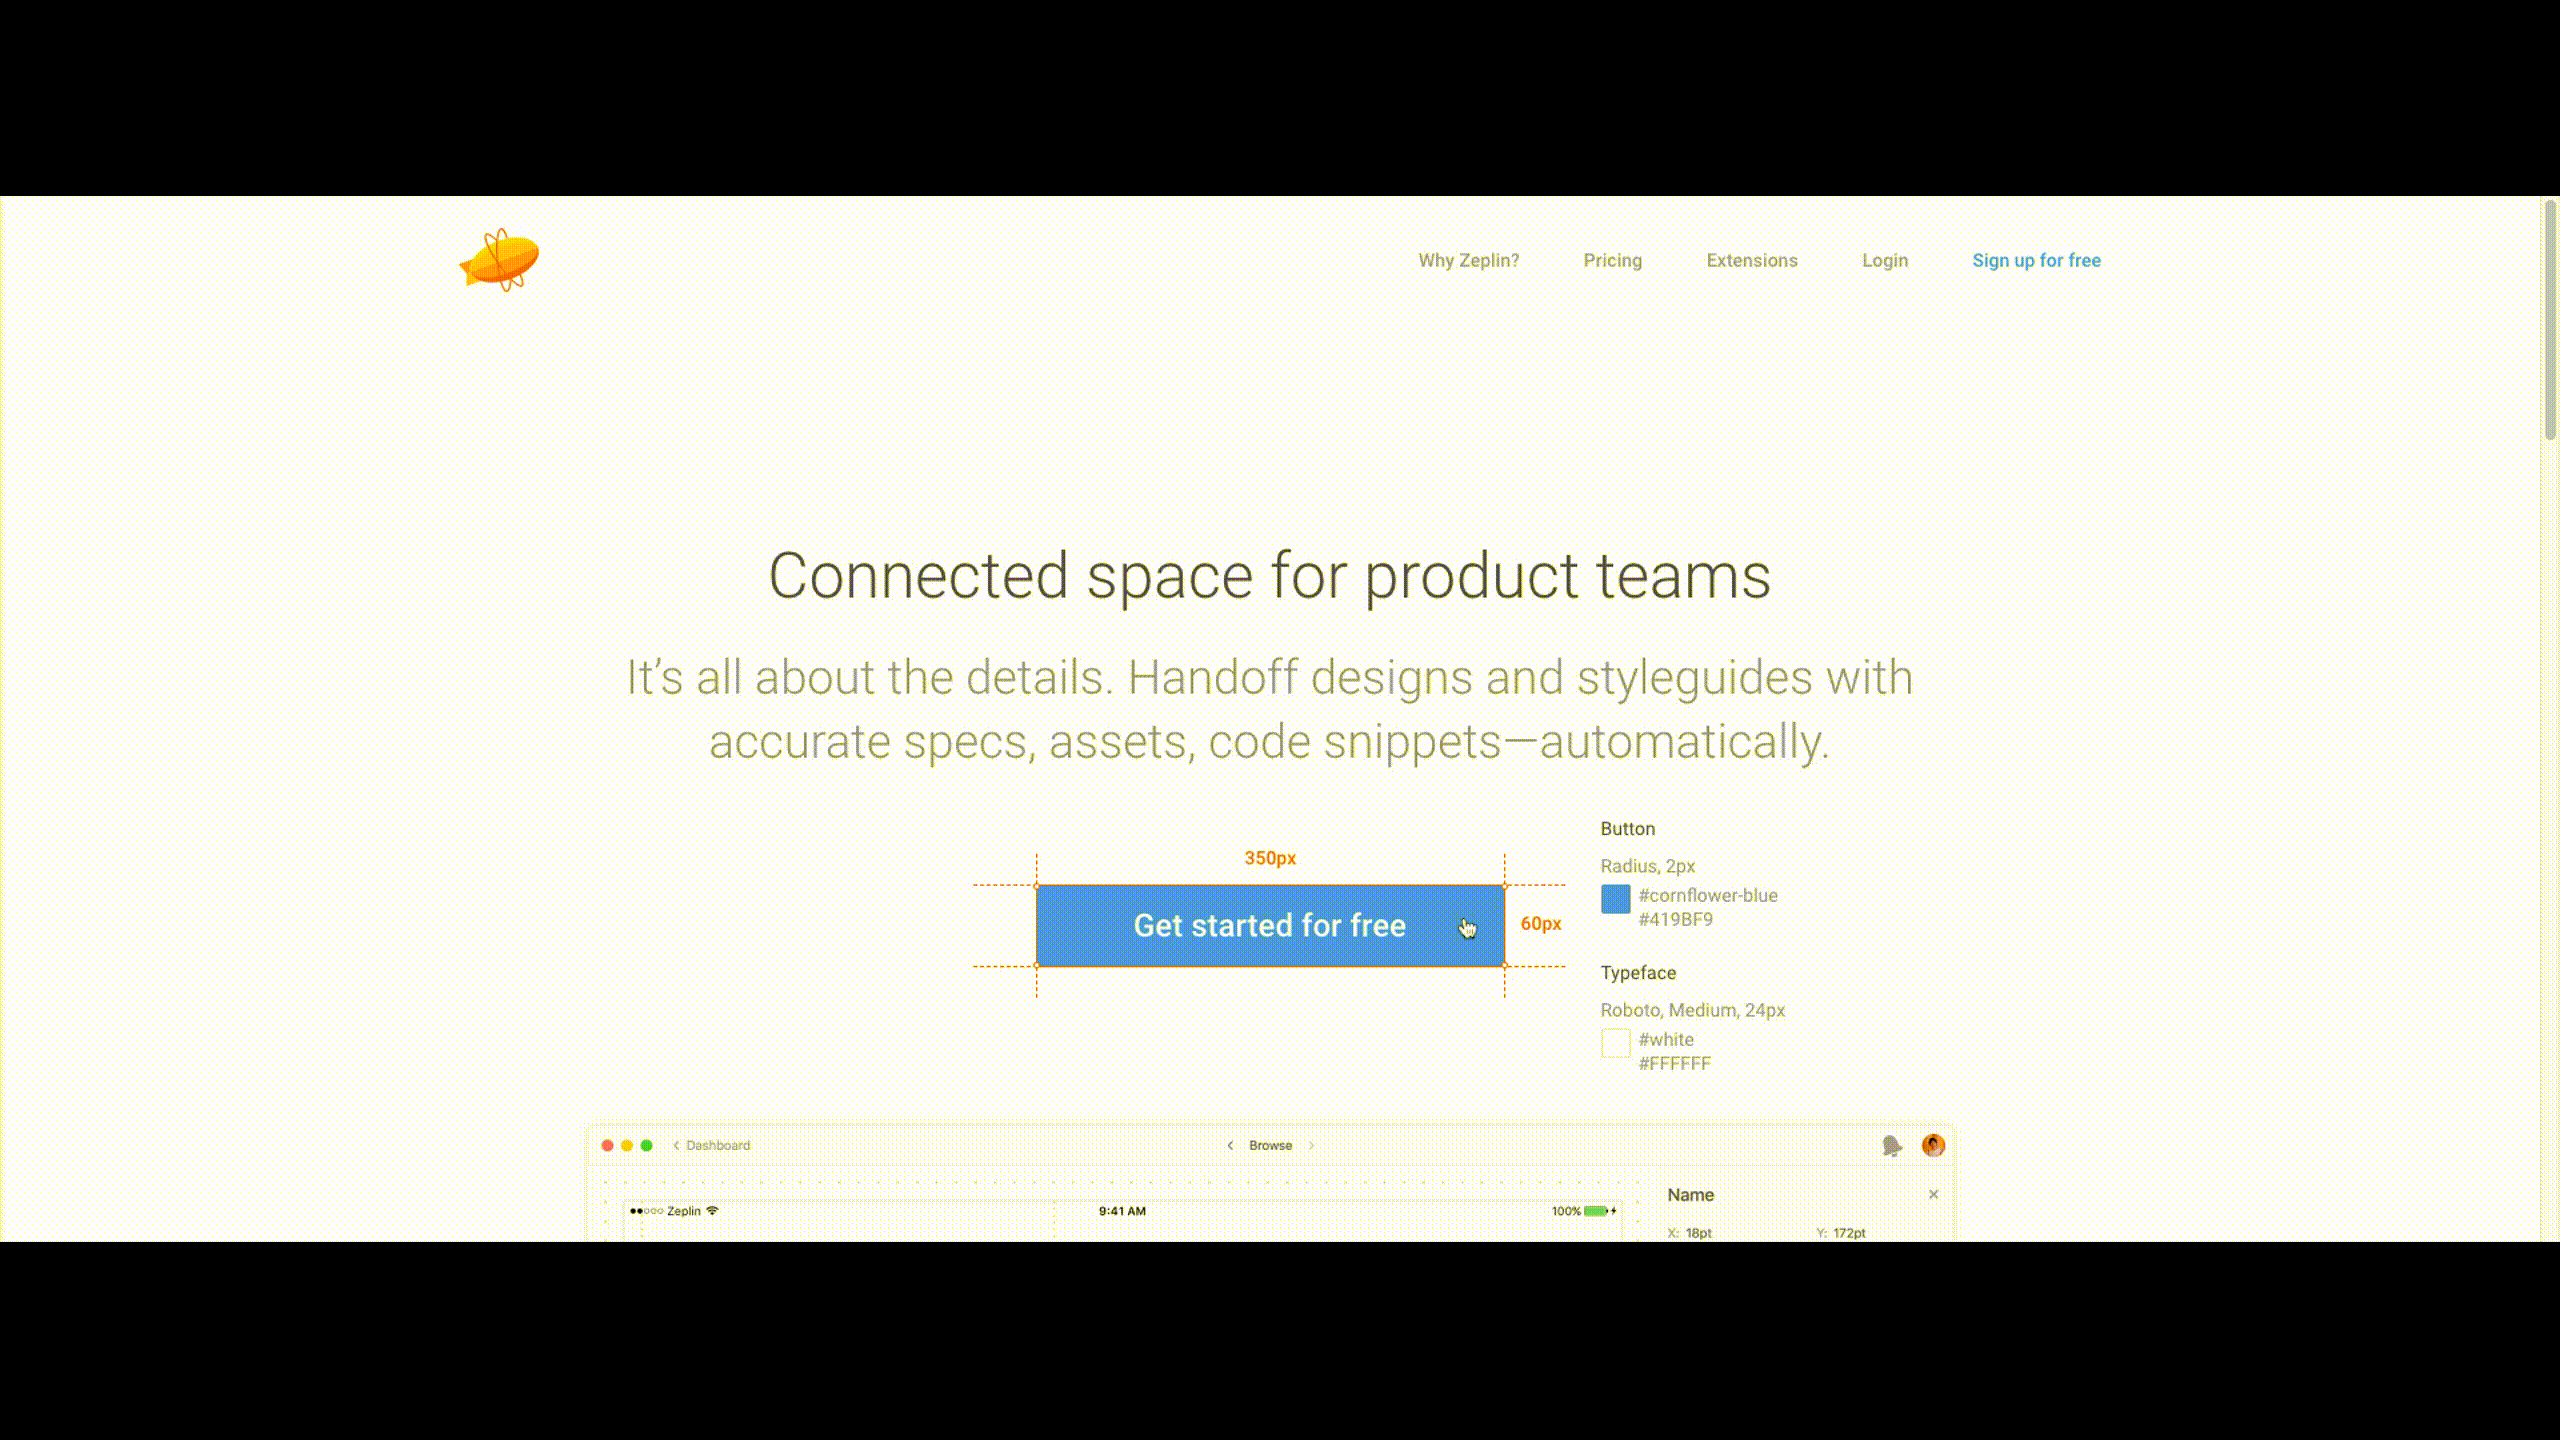 Why Zeplin? Pricing Extensions Login Sign up for free
Connected space for product teams
It’s all about the details. Handoff designs and styleguides with
accurate specs, assets, code snippets—automatically.
350px
Get started for free
60px
Button
Radius, 2px
#cornflower-blue
#419BF9
Typeface
Roboto, Medium, 24px
#white
#FFFFFF
Dashboard
Browse
Zeplin
9:41 AM
100%
Name
X: 18pt
Y: 172pt